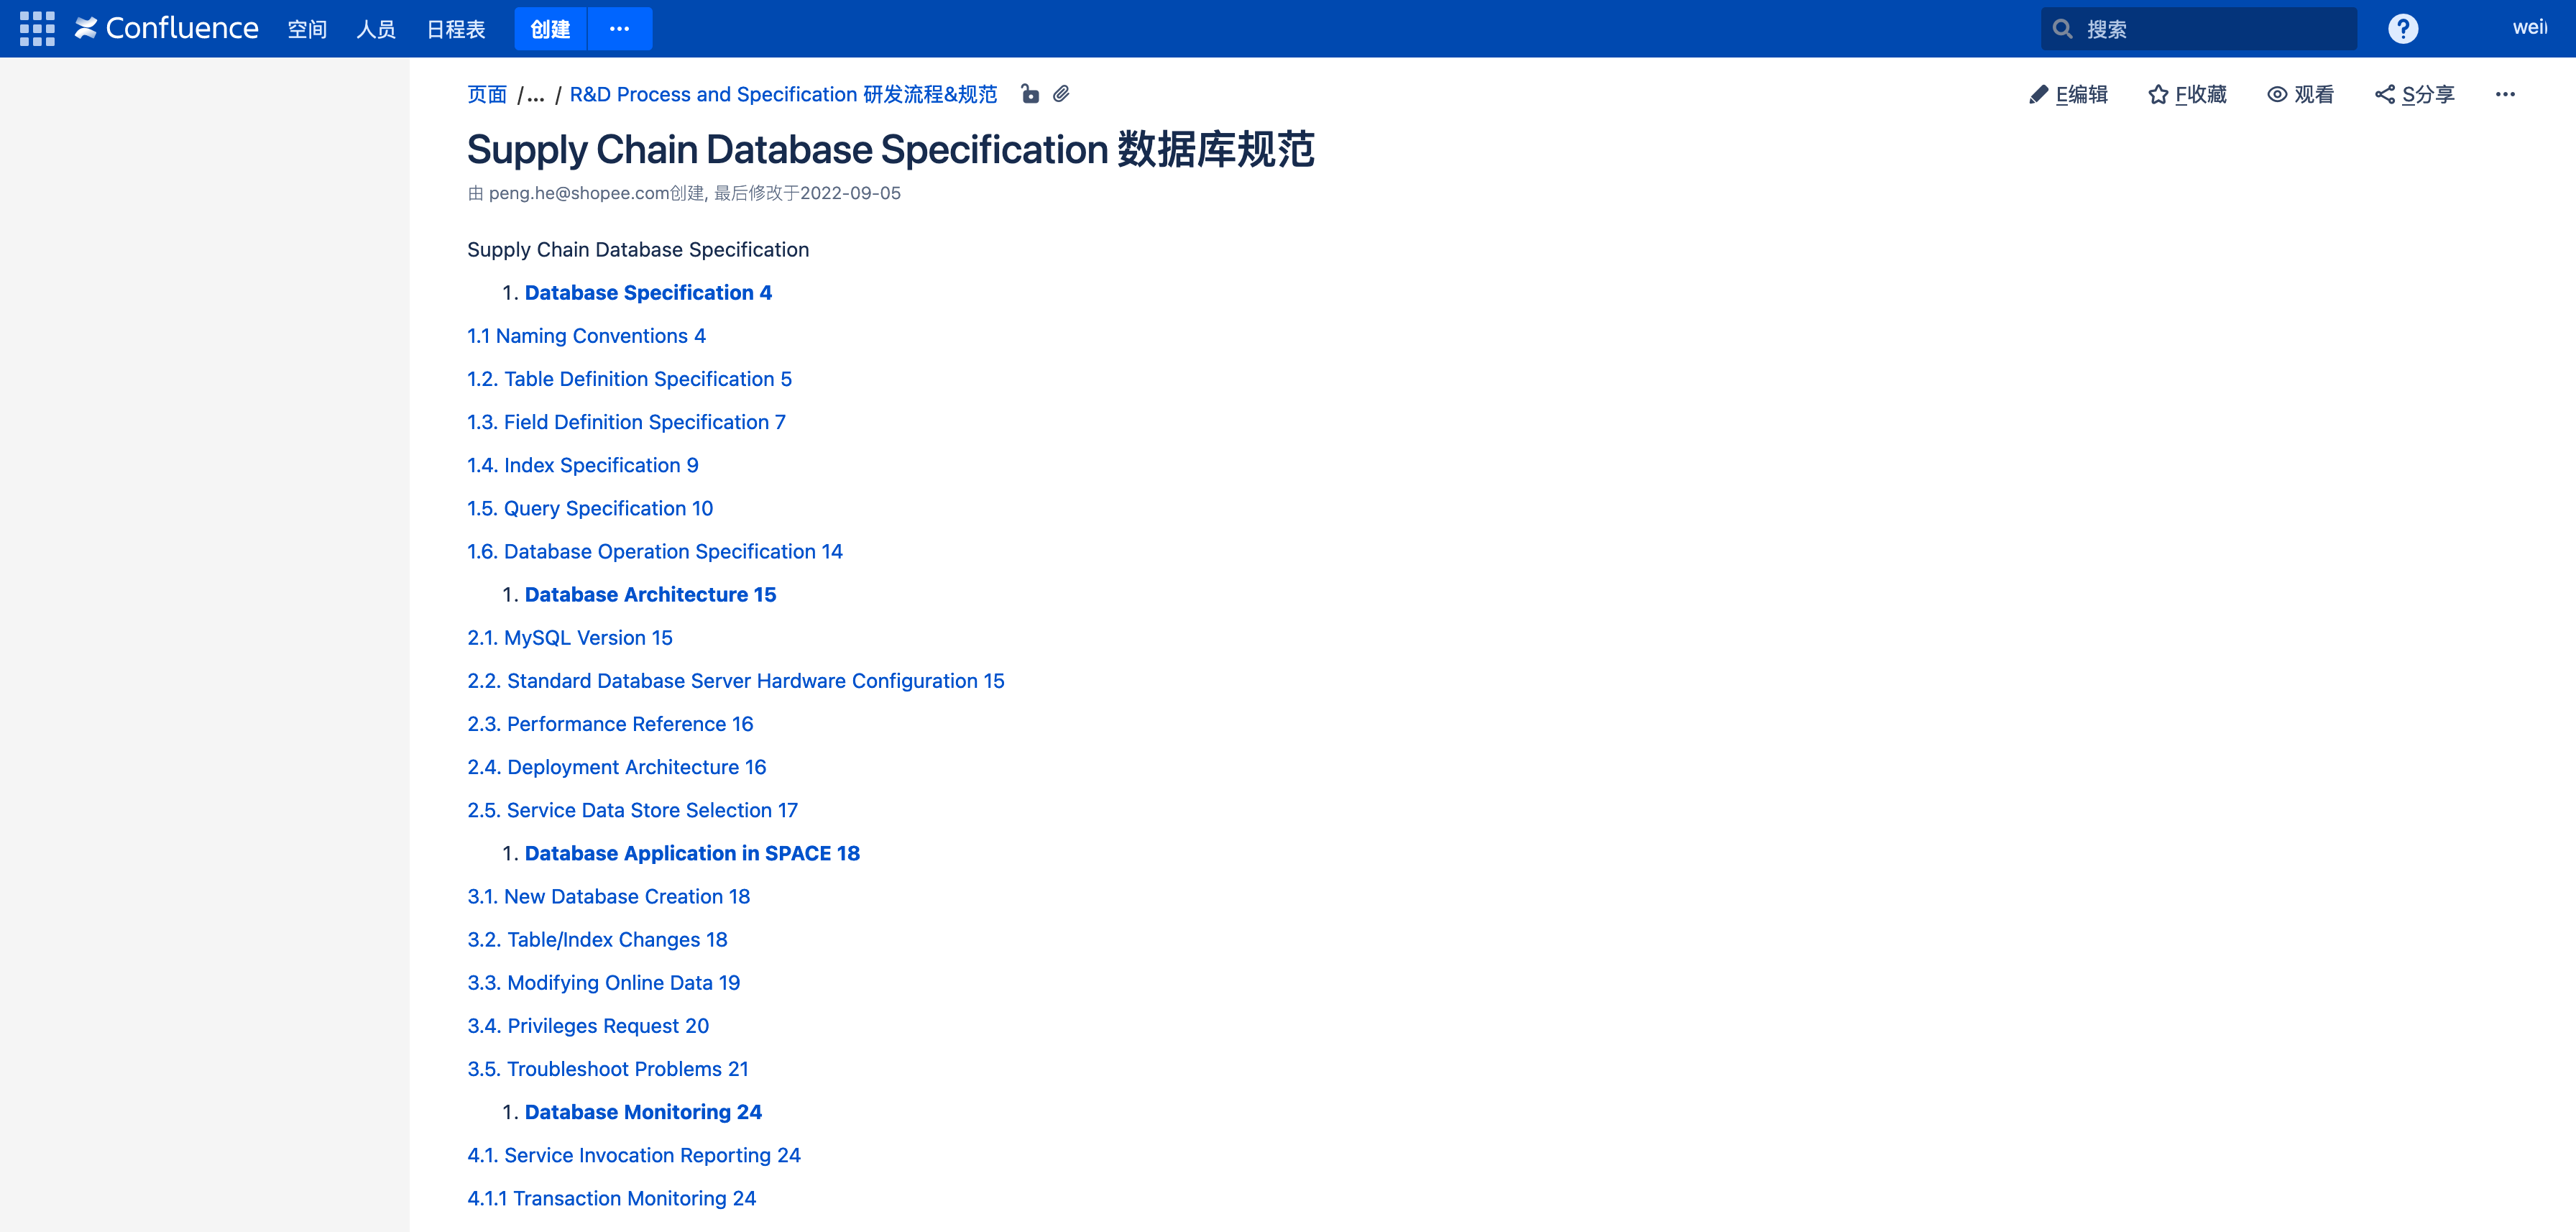 Confluence 空间 人员 日程表 创建 ··· 搜索 ? wei
页面 /... / R&D Process and Specification 研发流程&规范 E编辑 F收藏 观看 S分享 ···
Supply Chain Database Specification 数据库规范
由 peng.he@shopee.com创建, 最后修改于2022-09-05
Supply Chain Database Specification
1. Database Specification 4
1.1 Naming Conventions 4
1.2. Table Definition Specification 5
1.3. Field Definition Specification 7
1.4. Index Specification 9
1.5. Query Specification 10
1.6. Database Operation Specification 14
1. Database Architecture 15
2.1. MySQL Version 15
2.2. Standard Database Server Hardware Configuration 15
2.3. Performance Reference 16
2.4. Deployment Architecture 16
2.5. Service Data Store Selection 17
1. Database Application in SPACE 18
3.1. New Database Creation 18
3.2. Table/Index Changes 18
3.3. Modifying Online Data 19
3.4. Privileges Request 20
3.5. Troubleshoot Problems 21
1. Database Monitoring 24
4.1. Service Invocation Reporting 24
4.1.1 Transaction Monitoring 24